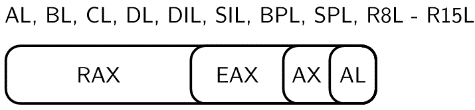 AL, BL, CL, DL, DIL, SIL, BPL, SPL, R8L - R15L
RAX EAX AX AL